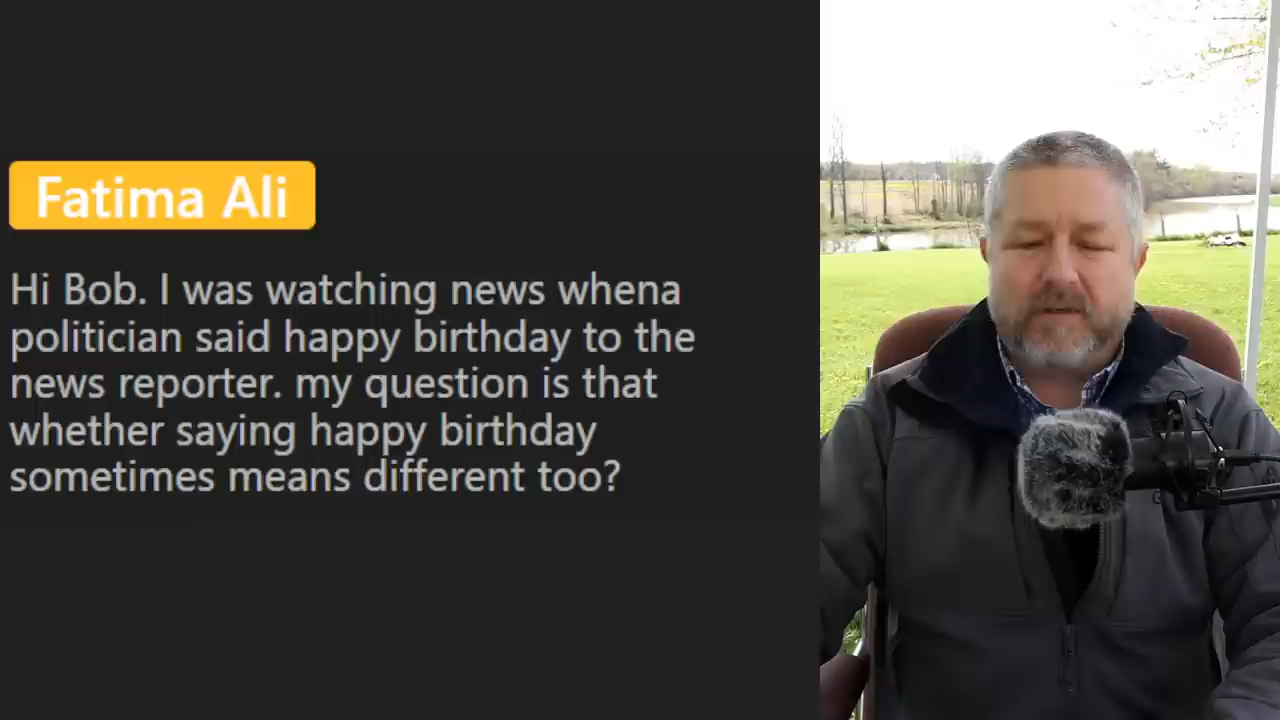 Fatima Ali
Hi Bob. I was watching news whena
politician said happy birthday to the
news reporter. my question is that
whether saying happy birthday
sometimes means different too?